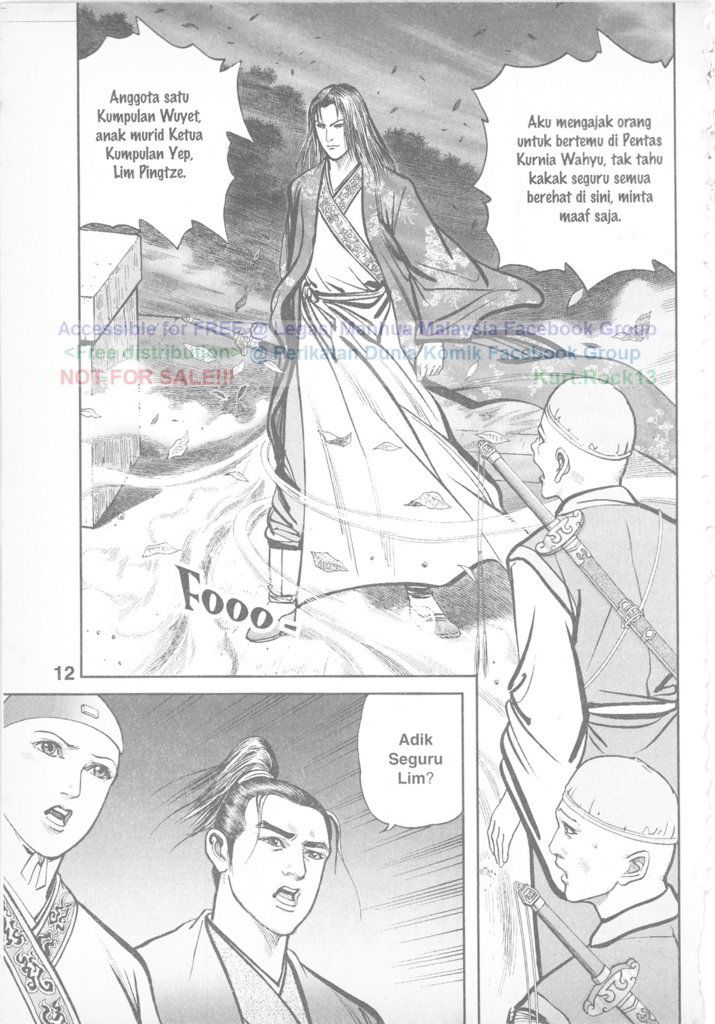 Anggota satu
Kumpulan Wuyet,
anak murid Ketua
Kumpulan Yep,
Lim Pingtze.
Aku mengajak orang
untuk bertemu di Pentas
Kurnia Wahyu, tak tahu
kakak seguru semua
berehat di sini, minta
maaf saja.
Accessible for FREE @ Legasi Manhua Malaysia Facebook Group
<Free distribution> @ Perikatan Dunia Komik Facebook Group
NOT FOR SALE!!! Kurt.Rock13
Fooo-
12
Adik
Seguru
Lim?